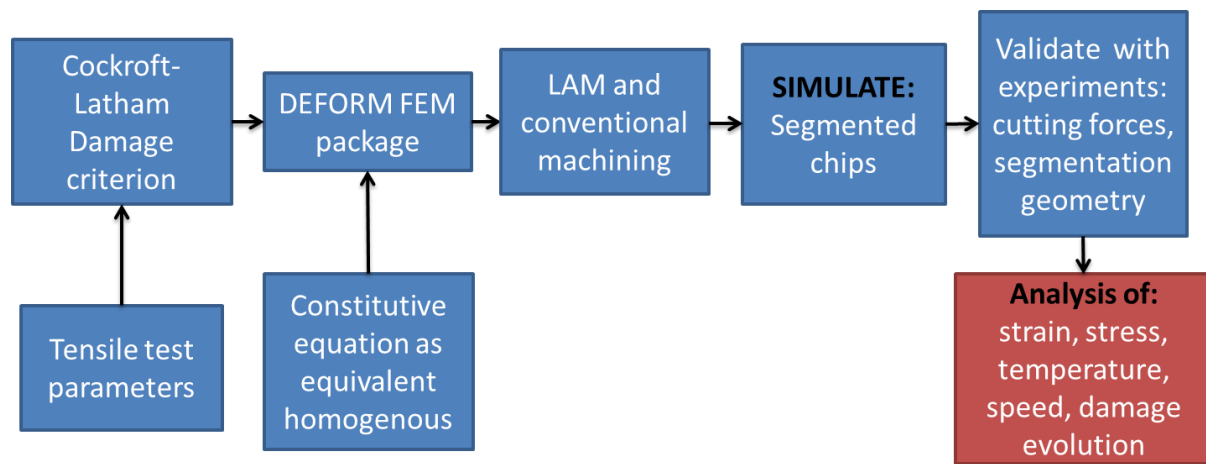 Cockroft-
Latham
Damage
criterion
DEFORM FEM
package
LAM and
conventional
machining
SIMULATE:
Segmented
chips
Validate with
experiments:
cutting forces,
segmentation
geometry
Tensile test
parameters
Constitutive
equation as
equivalent
homogenous
Analysis of:
strain, stress,
temperature,
speed, damage
evolution